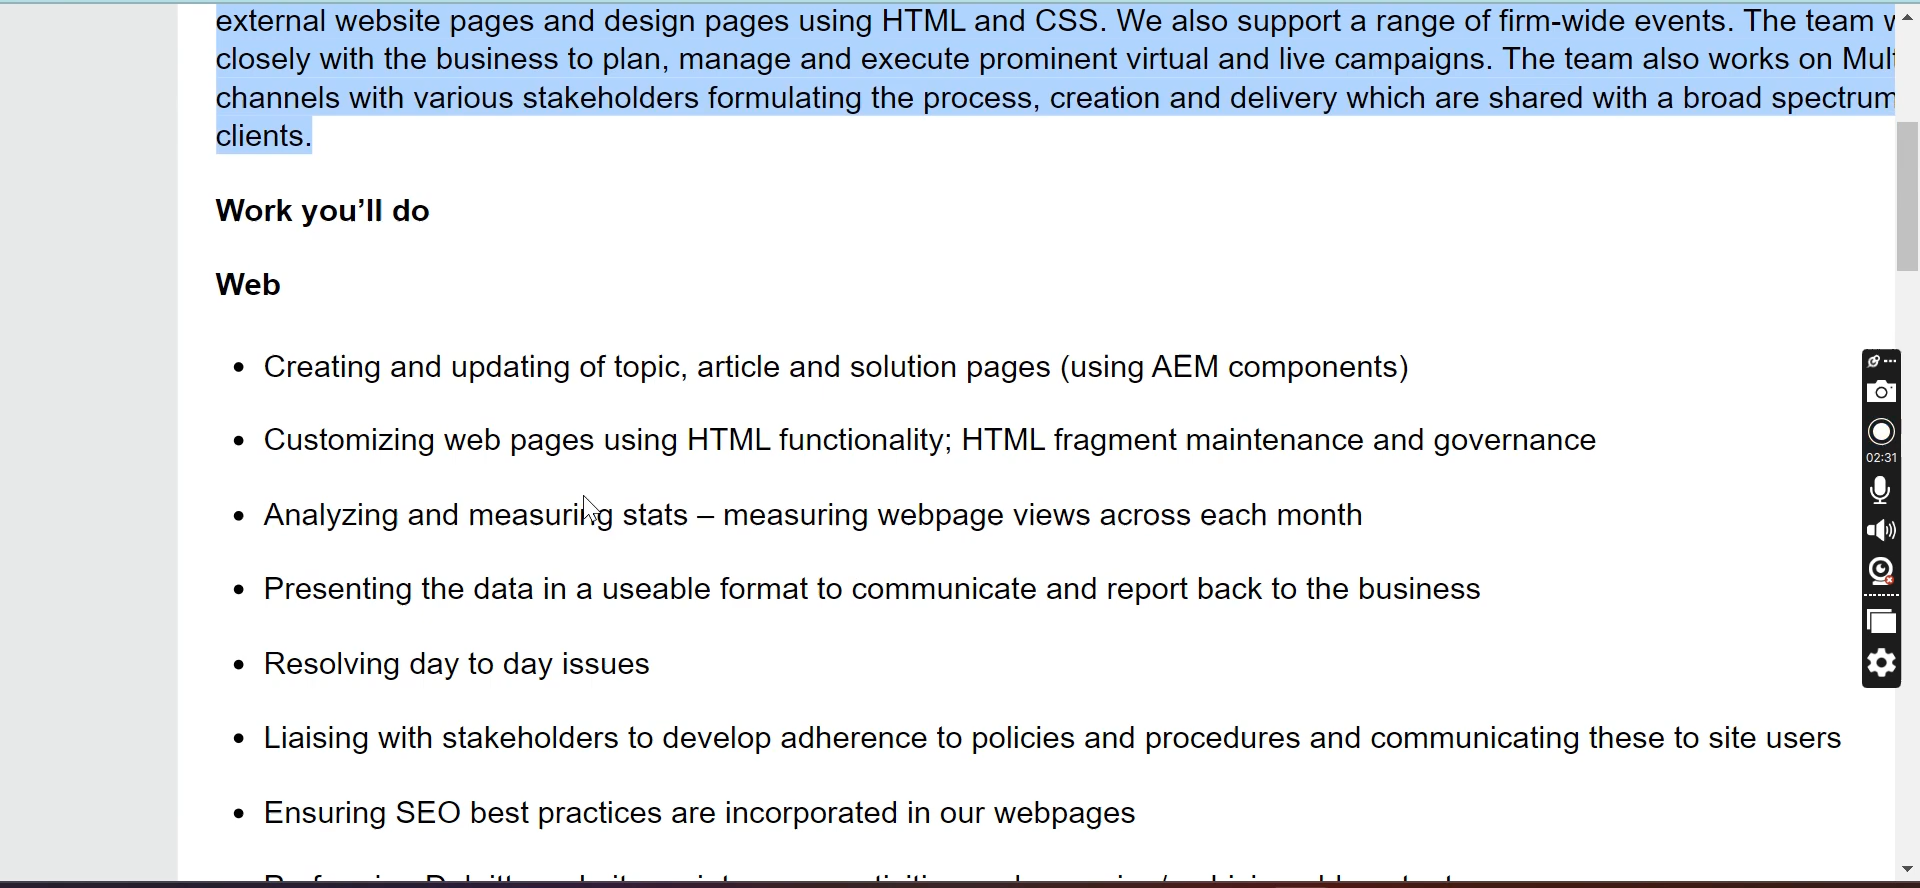 external website pages and design pages using HTML and CSS. We also support a range of firm-wide events. The team
closely with the business to plan, manage and execute prominent virtual and live campaigns. The team also works on
channels with various stakeholders formulating the process, creation and delivery which are shared with a broad spectrum
clients.
Work you’ll do
Web
• Creating and updating of topic, article and solution pages (using AEM components)
• Customizing web pages using HTML functionality; HTML fragment maintenance and governance
• Analyzing and measuring stats – measuring webpage views across each month
• Presenting the data in a useable format to communicate and report back to the business
• Resolving day to day issues
• Liaising with stakeholders to develop adherence to policies and procedures and communicating these to site users
• Ensuring SEO best practices are incorporated in our webpages
02:31